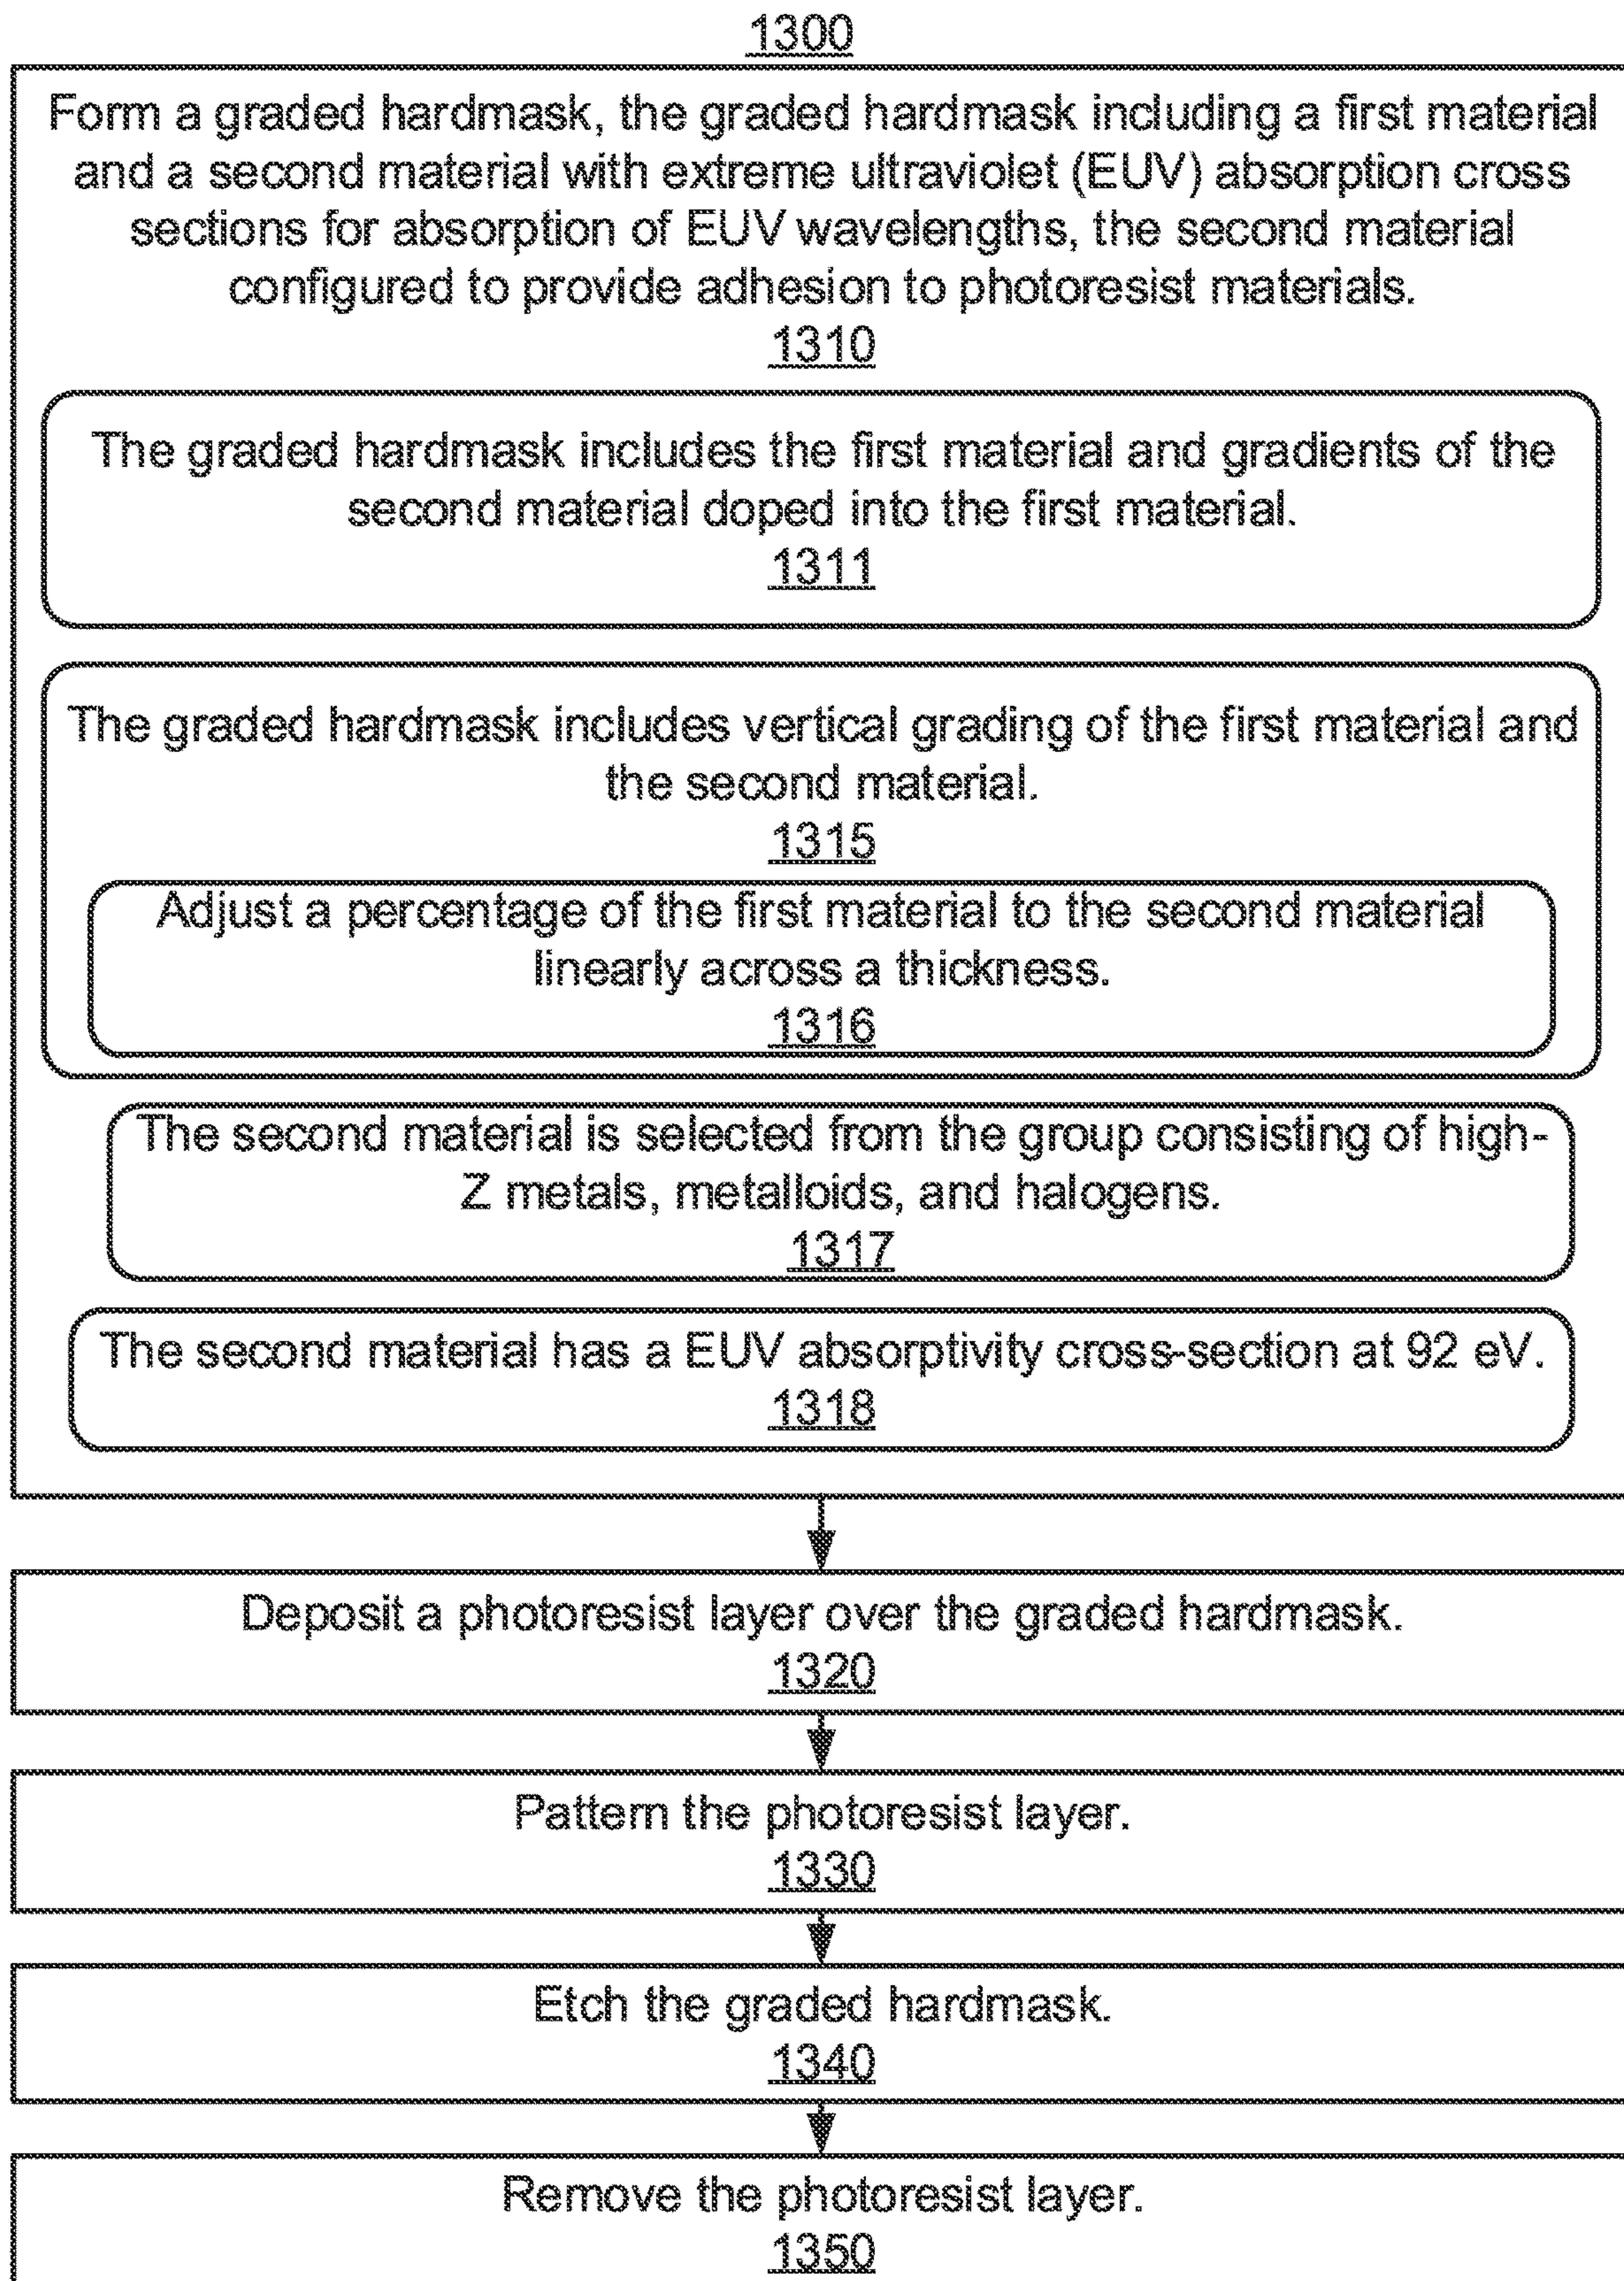 1300
Form a graded hardmask, the graded hardmask including a first material
and a second material with extreme ultraviolet (EUV) absorption cross
sections for absorption of EUV wavelengths, the second material
configured to provide adhesion to photoresist materials.
1310
The graded hardmask includes the first material and gradients of the
second material doped into the first material.
1311
The graded hardmask includes vertical grading of the first material and
the second material.
1315
Adjust a percentage of the first material to the second material
linearly across a thickness.
1316
The second material is selected from the group consisting of high-
Z metals, metalloids, and halogens.
1317
The second material has a EUV absorptivity cross-section at 92 eV.
1318
Deposit a photoresist layer over the graded hardmask.
1320
Pattern the photoresist layer.
1330
Etch the graded hardmask.
1340
Remove the photoresist layer.
1350